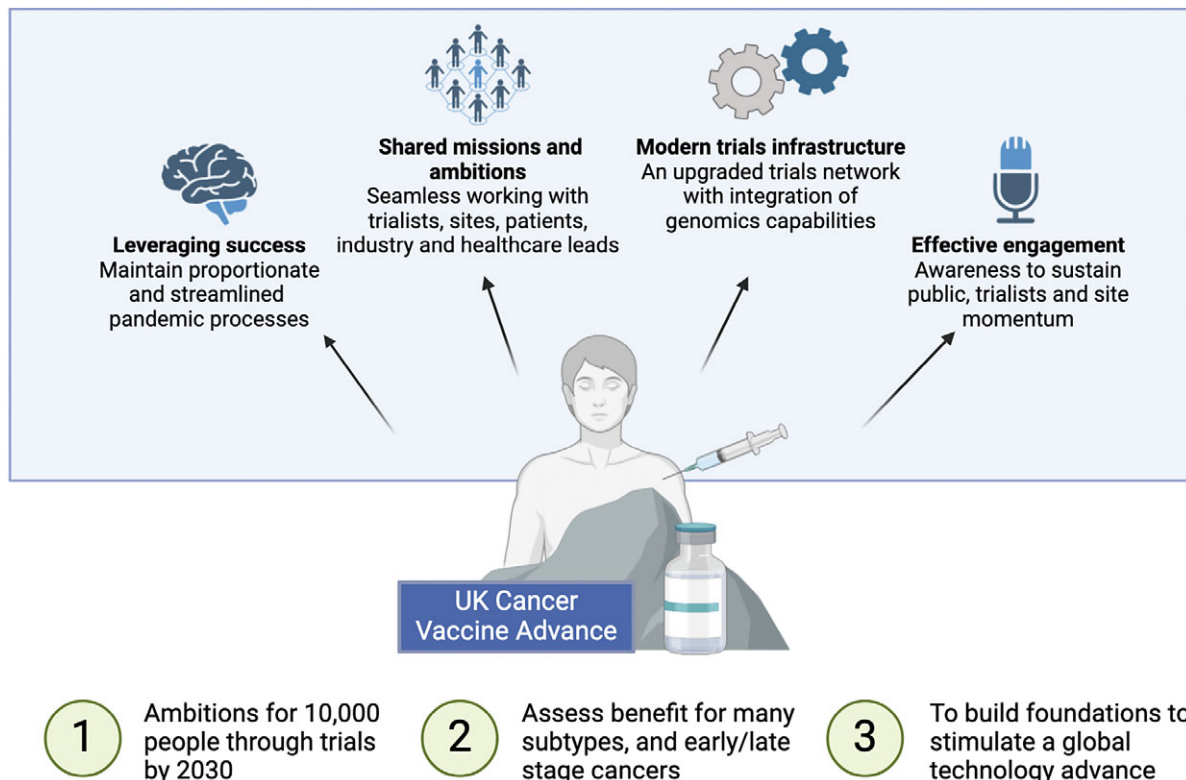 Shared missions and
ambitions
Seamless working with
trialists, sites, patients,
industry and healthcare leads
Modern trials infrastructure
An upgraded trials network
with integration of
genomics capabilities
Leveraging success
Maintain proportionate
and streamlined
pandemic processes
Effective engagement
Awareness to sustain
public, trialists and site
momentum
UK Cancer
Vaccine Advance
1
Ambitions for 10,000
people through trials
by 2030
2
Assess benefit for many
subtypes, and early/late
stage cancers
3
To build foundations to
stimulate a global
technology advance